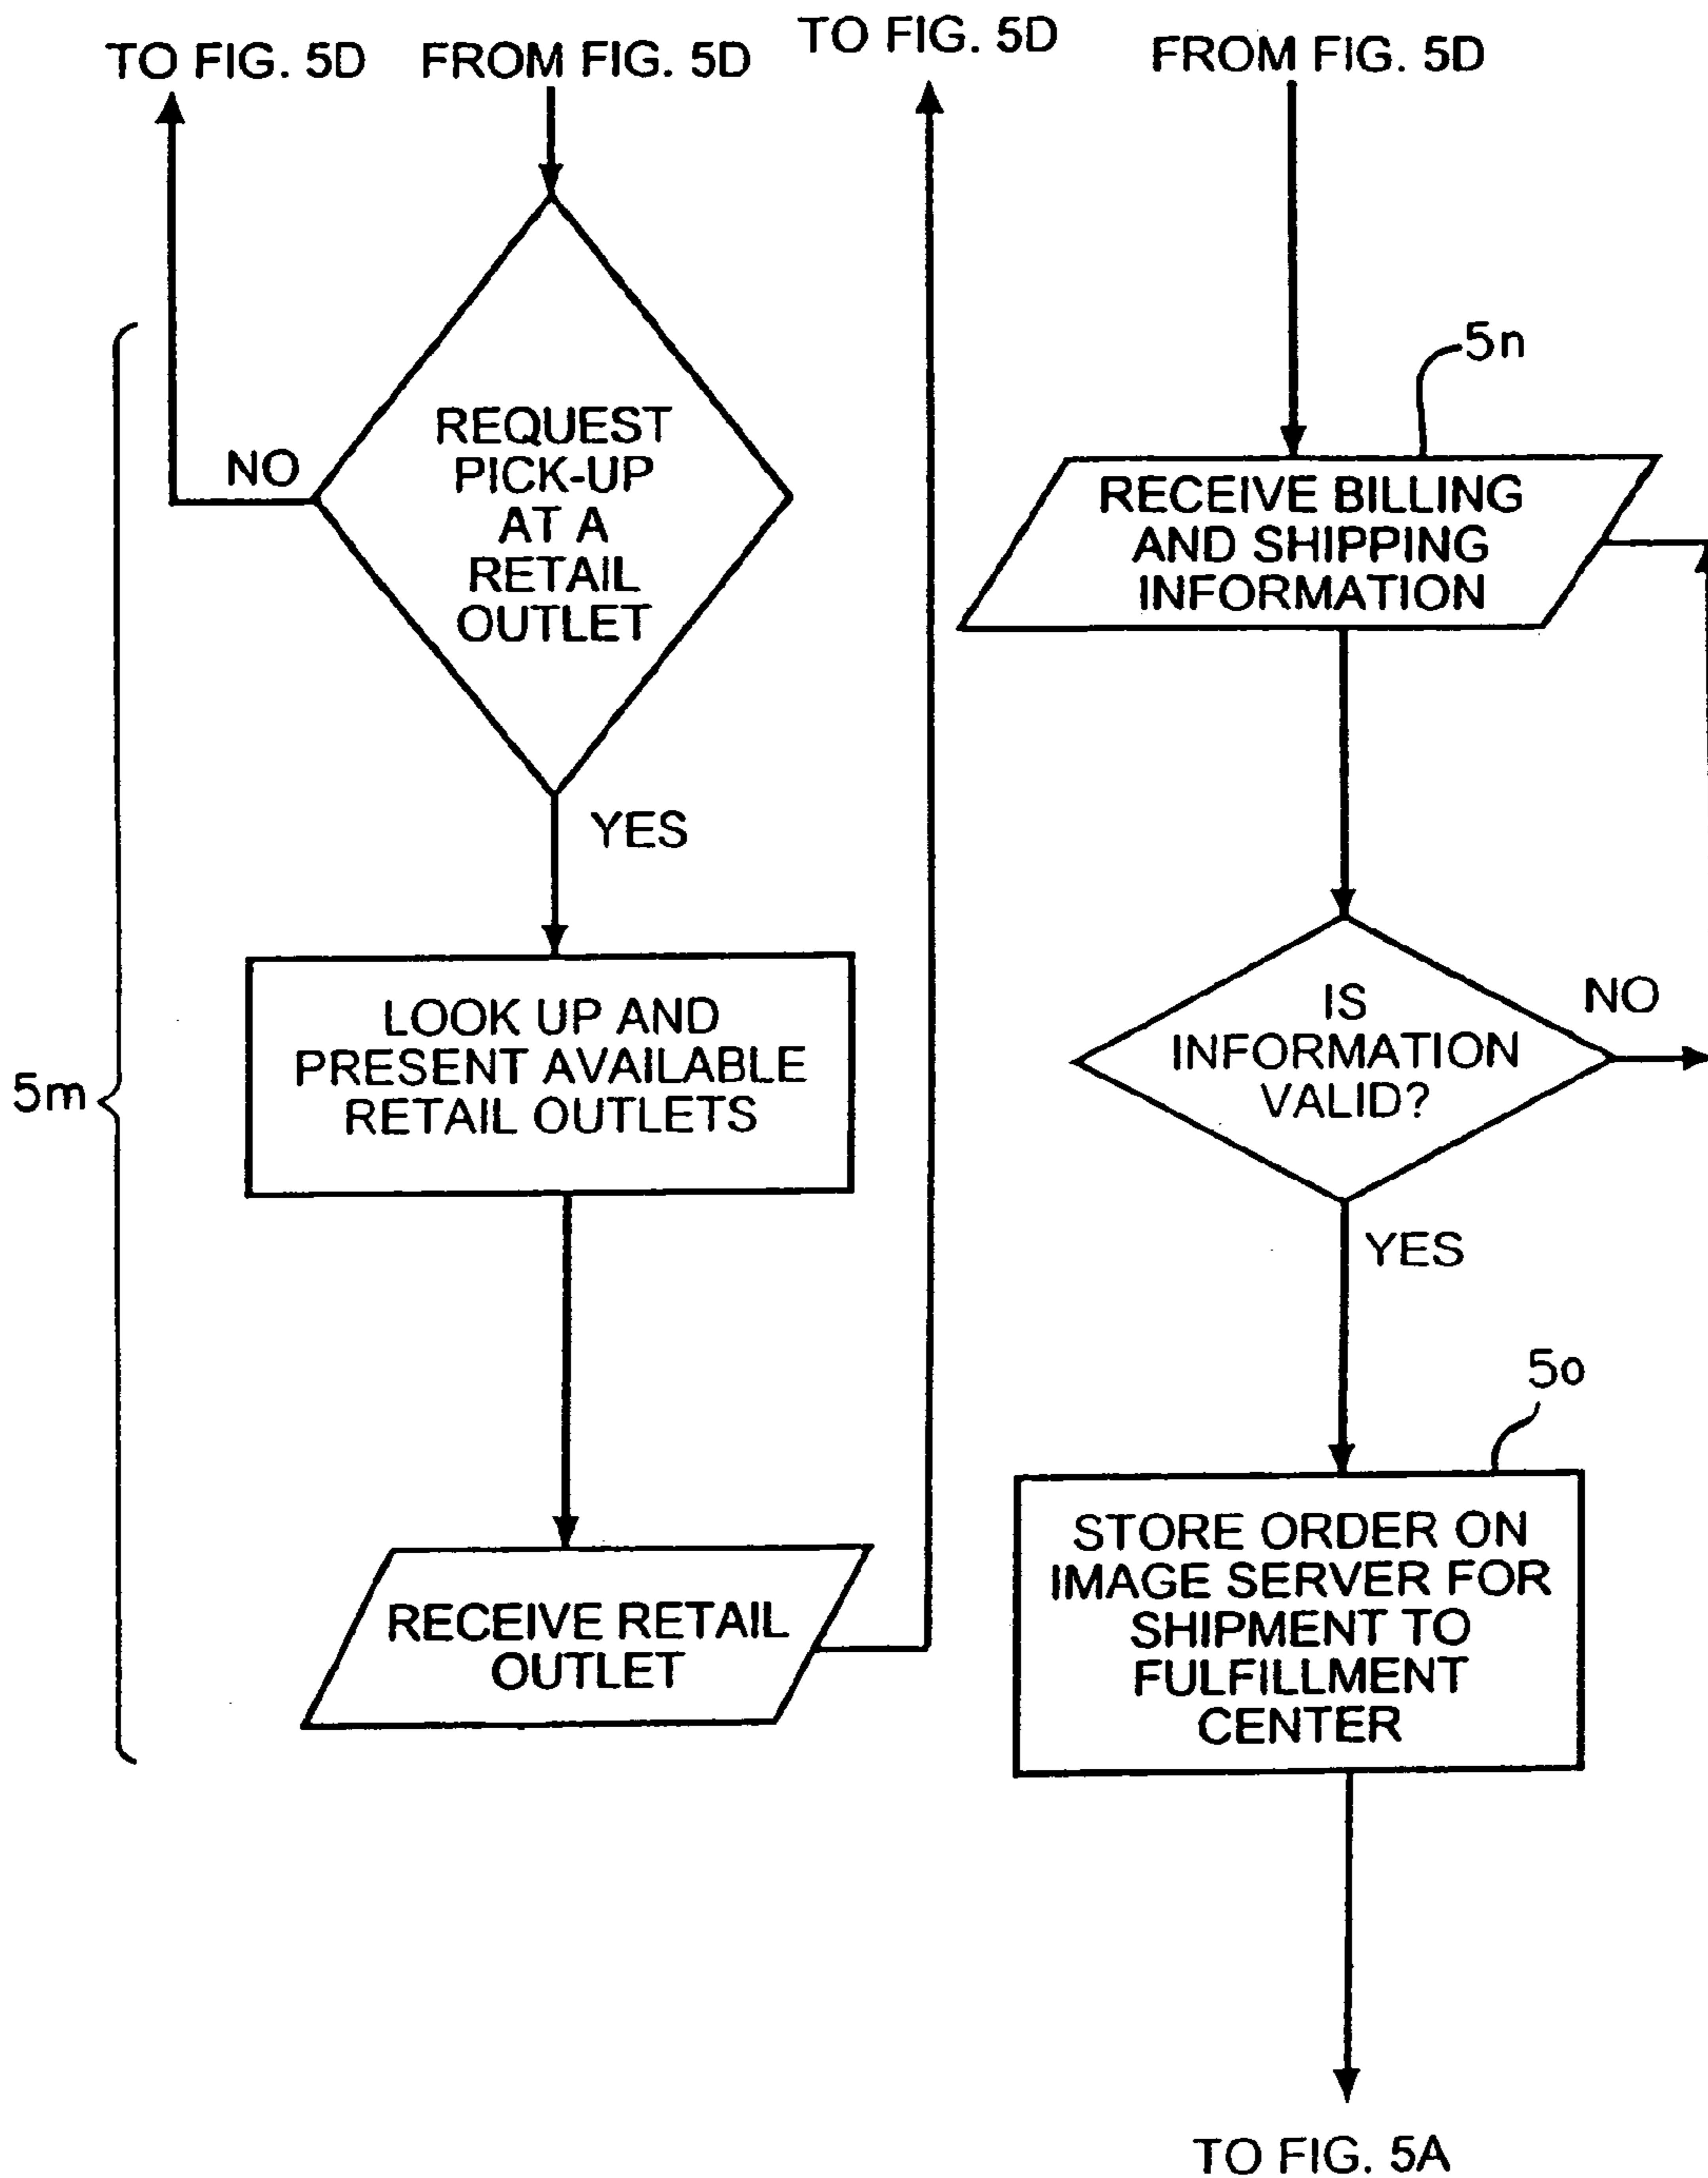 TO FIG. 5D
FROM FIG. 5D
TO FIG. 5D
FROM FIG. 5D
REQUEST
PICK-UP
AT A
RETAIL
OUTLET
NO
YES
LOOK UP AND
PRESENT AVAILABLE
RETAIL OUTLETS
5m
RECEIVE RETAIL
OUTLET
5n
RECEIVE BILLING
AND SHIPPING
INFORMATION
IS
INFORMATION
VALID?
NO
YES
5o
STORE ORDER ON
IMAGE SERVER FOR
SHIPMENT TO
FULFILLMENT
CENTER
TO FIG. 5A